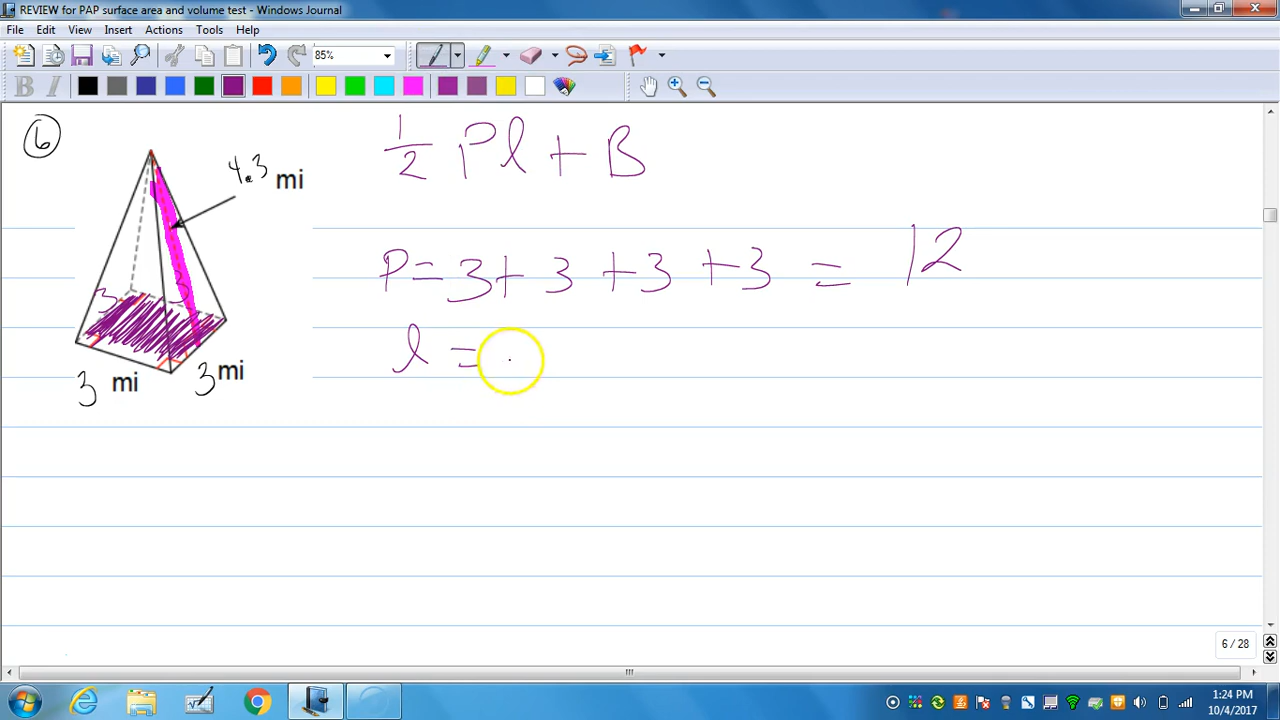 REVIEW for PAP surface area and volume test - Windows Journal
File Edit View Insert Actions Tools Help
85%
B I
6
1/2 Pl + B
4.3 mi
P = 3 + 3 + 3 + 3 = 12
3 3
l =
3 mi 3 mi
6 / 28
1:24 PM
10/4/2017